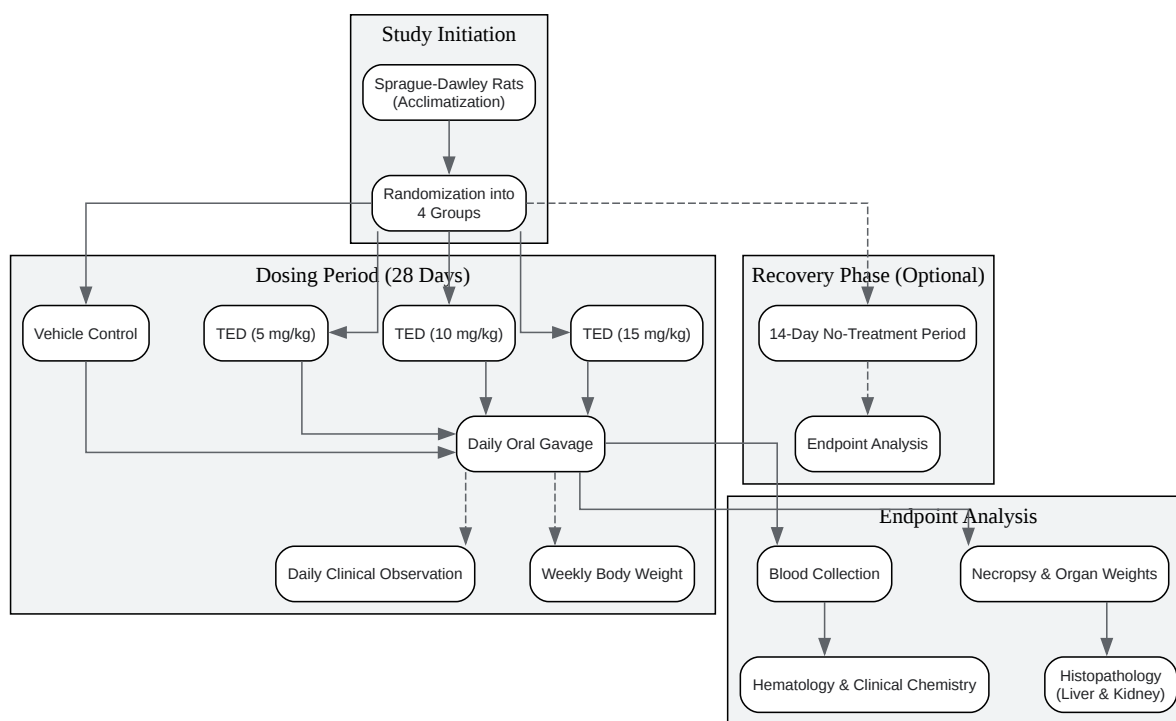 Study Initiation
Sprague-Dawley Rats
(Acclimatization)
Randomization into
4 Groups
Dosing Period (28 Days)
Recovery Phase (Optional)
Vehicle Control
TED (5 mg/kg)
TED (10 mg/kg)
TED (15 mg/kg)
14-Day No-Treatment Period
Daily Oral Gavage
Endpoint Analysis
Endpoint Analysis
Daily Clinical Observation
Weekly Body Weight
Blood Collection
Necropsy & Organ Weights
Hematology & Clinical Chemistry
Histopathology
(Liver & Kidney)